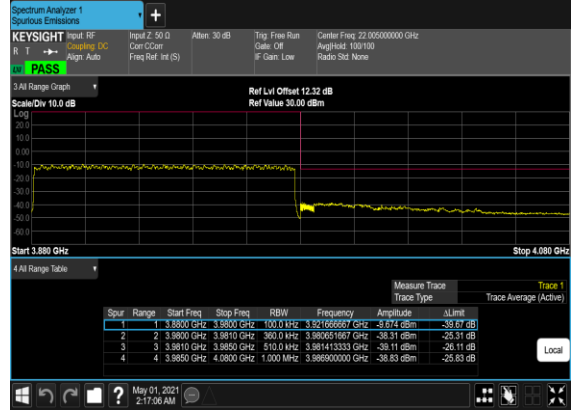 Spectrum Analyzer 1
Spurious Emissions
KEYSIGHT Input: RF Input Z: 50 Ω Atten: 30 dB Trig: Free Run Center Freq: 22.005000000 GHz
R T Coupling: DC Corr CCorr Gate: Off Avg|Hold: 100/100
Align: Auto Freq Ref: Int (S) IF Gain: Low Radio Std: None
PASS
3 All Range Graph
Ref Lvl Offset 12.32 dB
Scale/Div 10.0 dB Ref Value 30.00 dBm
Log
20.0
10.0
0.00
-10.0
-20.0
-30.0
-40.0
-50.0
-60.0
Start 3.880 GHz Stop 4.080 GHz
4 All Range Table
Measure Trace Trace 1
Trace Type Trace Average (Active)
Spur Range Start Freq Stop Freq RBW Frequency Amplitude ΔLimit
1 1 3.8800 GHz 3.9800 GHz 100.0 kHz 3.921666667 GHz -9.674 dBm -39.67 dB
2 2 3.9800 GHz 3.9810 GHz 360.0 kHz 3.980651667 GHz -38.31 dBm -25.31 dB
3 3 3.9810 GHz 3.9850 GHz 510.0 kHz 3.981413333 GHz -39.11 dBm -26.11 dB
4 4 3.9850 GHz 4.0800 GHz 1.000 MHz 3.986900000 GHz -38.83 dBm -25.83 dB
Local
? May 01, 2021
2:17:06 AM